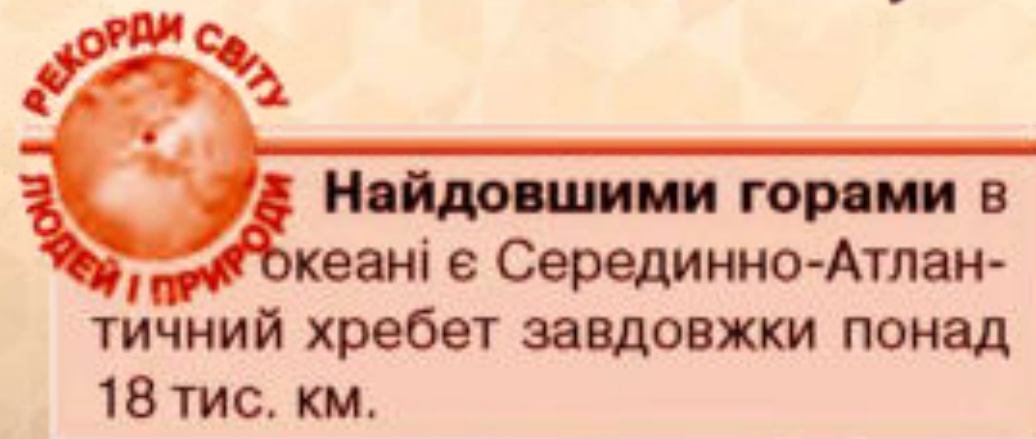 РЕКОРДИ СВІТУ
ЛЮДЕЙ І ПРИРОДИ
Найдовшими горами в
океані є Серединно-Атлан-
тичний хребет завдовжки понад
18 тис. км.